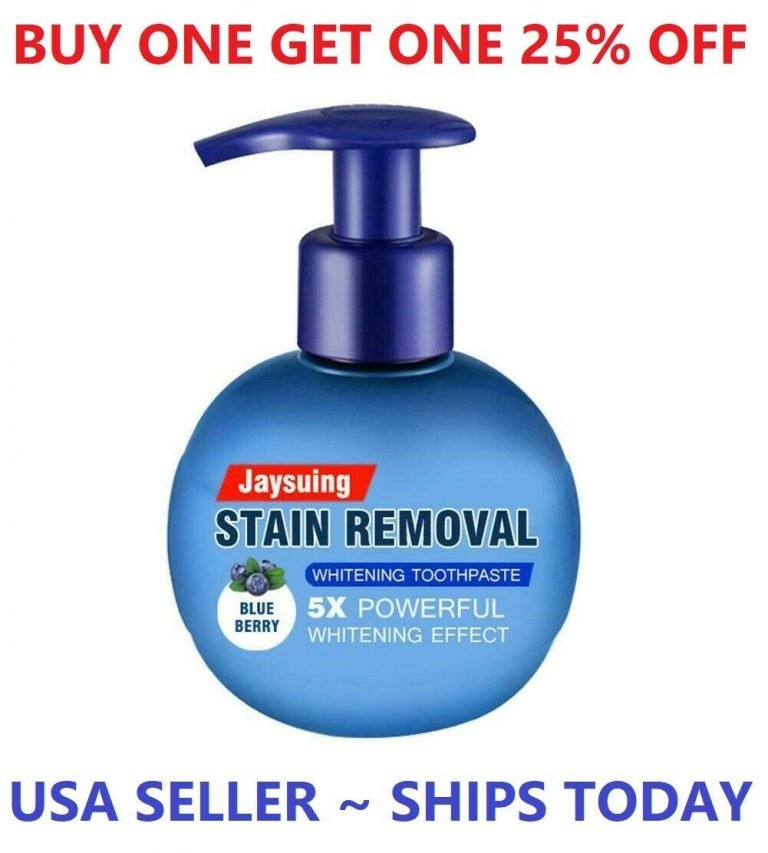 BUY ONE GET ONE 25% OFF
Jaysuing
STAIN REMOVAL
WHITENING TOOTHPASTE
BLUE
BERRY
5X POWERFUL
WHITENING EFFECT
USA SELLER ~ SHIPS TODAY